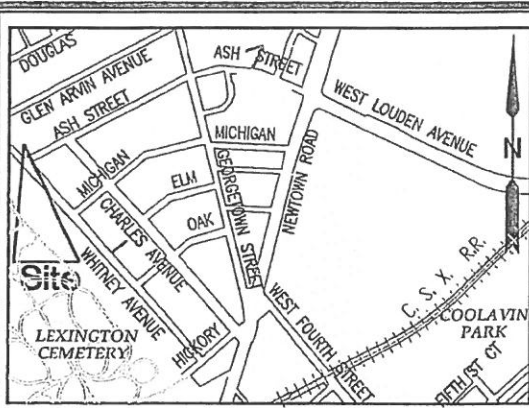 DOUGLAS
GLEN ARVIN AVENUE
ASH STREET
ASH STREET
WEST LOUDEN AVENUE
MICHIGAN
MICHIGAN
ELM
OAK
GEORGETOWN STREET
NEWTOWN ROAD
CHARLES AVENUE
WHITNEY AVENUE
Site
LEXINGTON
CEMETERY
HICKORY
WEST FOURTH STREET
C. S. X. R.R.
COOLAVIN
PARK
FIFTH ST CT
N